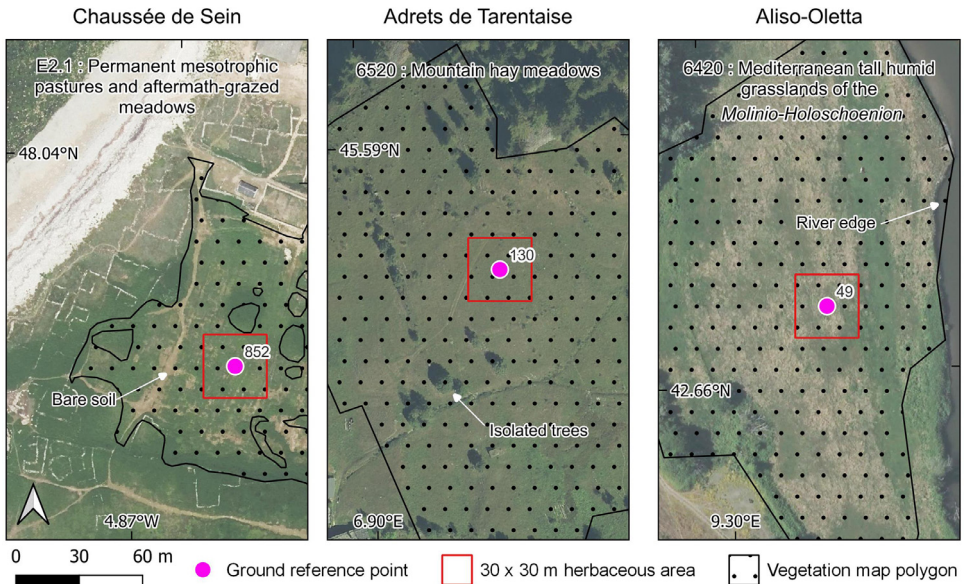 Chaussée de Sein
Adrets de Tarentaise
Aliso-Oletta
E2.1 : Permanent mesotrophic
pastures and aftermath-grazed
meadows
48.04°N
852
Bare soil
4.87°W
6520 : Mountain hay meadows
45.59°N
130
Isolated trees
6.90°E
6420 : Mediterranean tall humid
grasslands of the
Molinio-Holoschoenion
River edge
49
42.66°N
9.30°E
0 30 60 m
Ground reference point
30 x 30 m herbaceous area
Vegetation map polygon